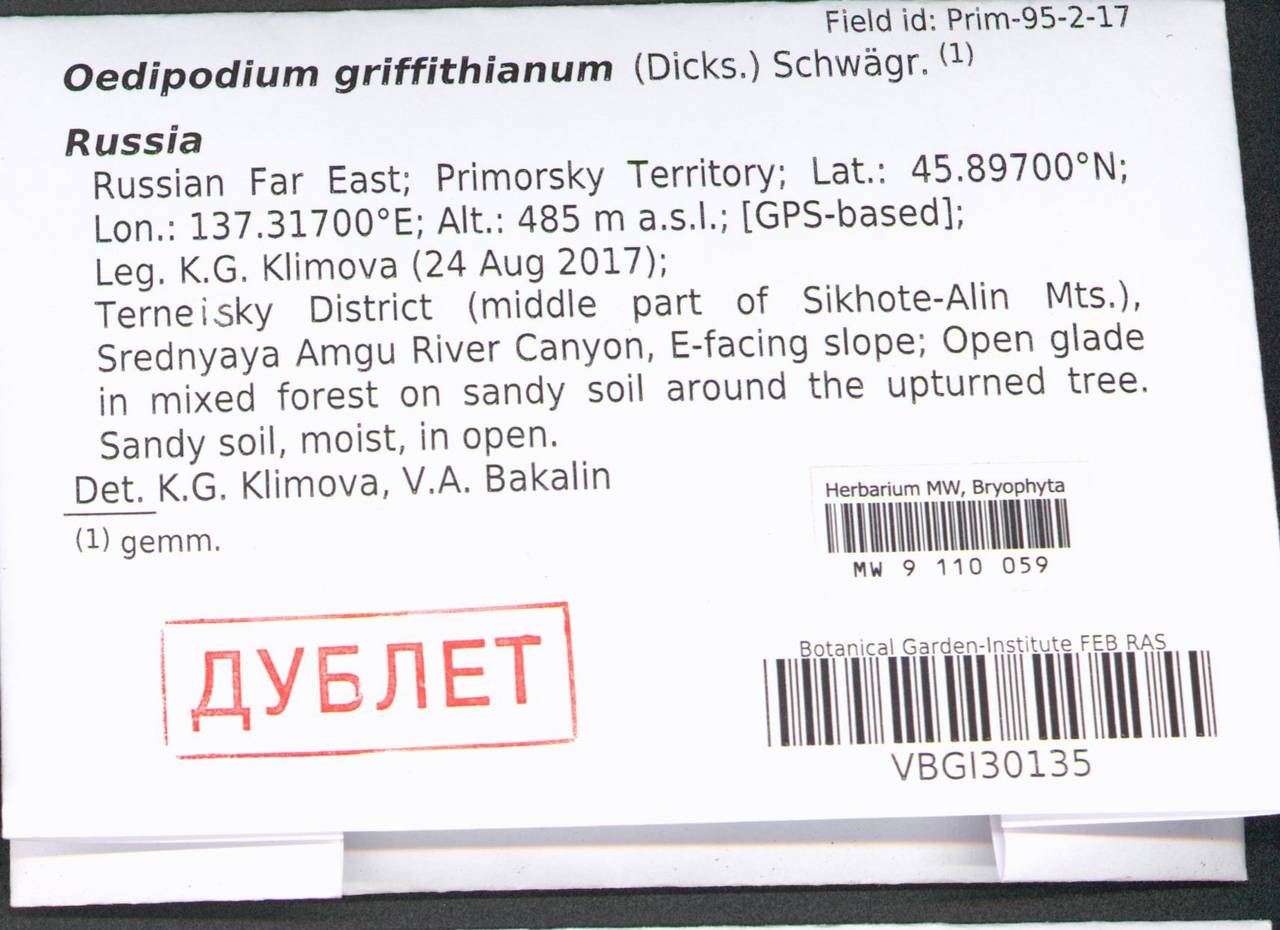 Field id: Prim-95-2-17
Oedipodium griffithianum (Dicks.) Schwägr. (1)
Russia
Russian Far East; Primorsky Territory; Lat.: 45.89700°N;
Lon.: 137.31700°E; Alt.: 485 m a.s.l.; [GPS-based];
Leg. K.G. Klimova (24 Aug 2017);
Terneisky District (middle part of Sikhote-Alin Mts.),
Srednyaya Amgu River Canyon, E-facing slope; Open glade
in mixed forest on sandy soil around the upturned tree.
Sandy soil, moist, in open.
Det. K.G. Klimova, V.A. Bakalin
(1) gemm.
Herbarium MW, Bryophyta
MW 9 110 059
ДУБЛЕТ
Botanical Garden-Institute FEB RAS
VBGI30135